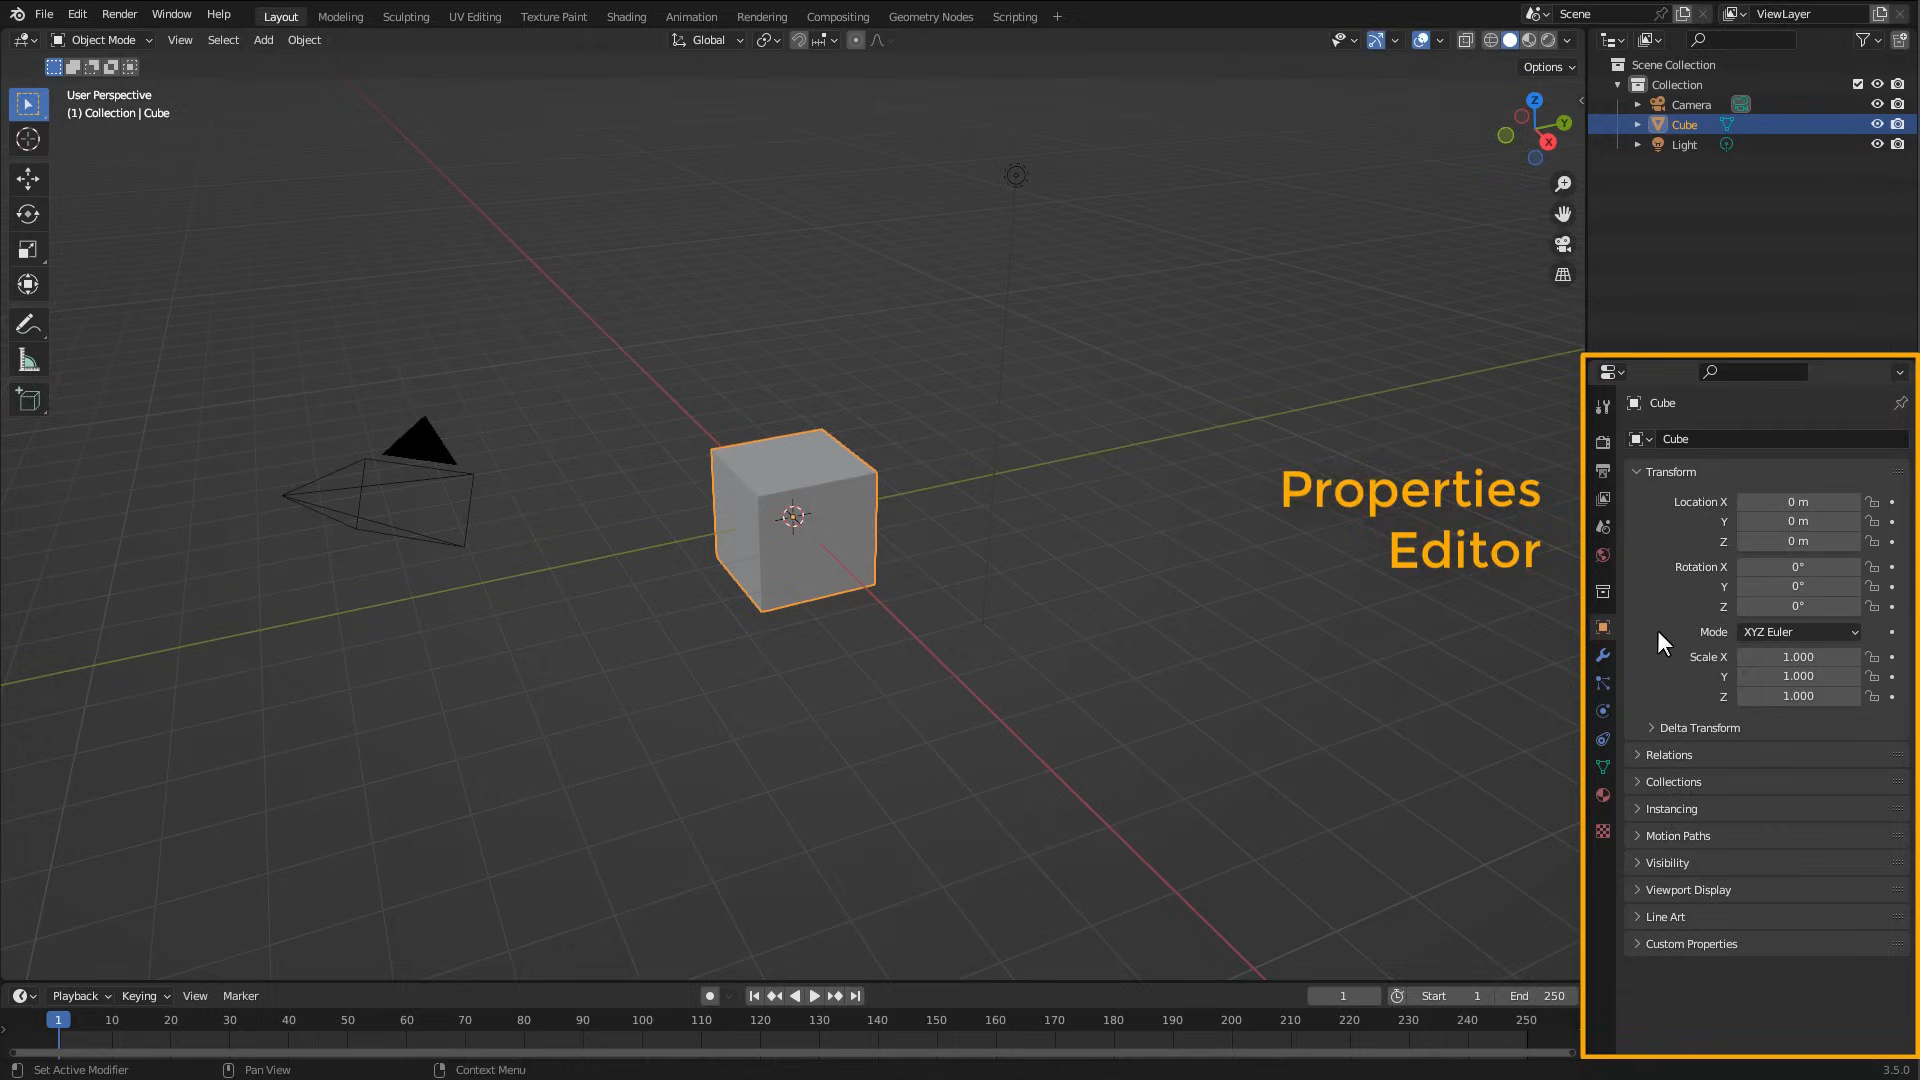 File Edit Render Window Help Layout Modeling Sculpting UV Editing Texture Paint Shading Animation Rendering Compositing Geometry Nodes Scripting + Scene ViewLayer
Object Mode View Select Add Object Global
Options
User Perspective
(1) Collection | Cube
Z
Y
X
Scene Collection
Collection
Camera
Cube
Light
Properties
Editor
Cube
Cube
Transform
Location X 0 m
Y 0 m
Z 0 m
Rotation X 0°
Y 0°
Z 0°
Mode XYZ Euler
Scale X 1.000
Y 1.000
Z 1.000
Delta Transform
Relations
Collections
Instancing
Motion Paths
Visibility
Viewport Display
Line Art
Custom Properties
Playback Keying View Marker 1 Start 1 End 250
1 10 20 30 40 50 60 70 80 90 100 110 120 130 140 150 160 170 180 190 200 210 220 230 240 250
Set Active Modifier Pan View Context Menu 3.5.0